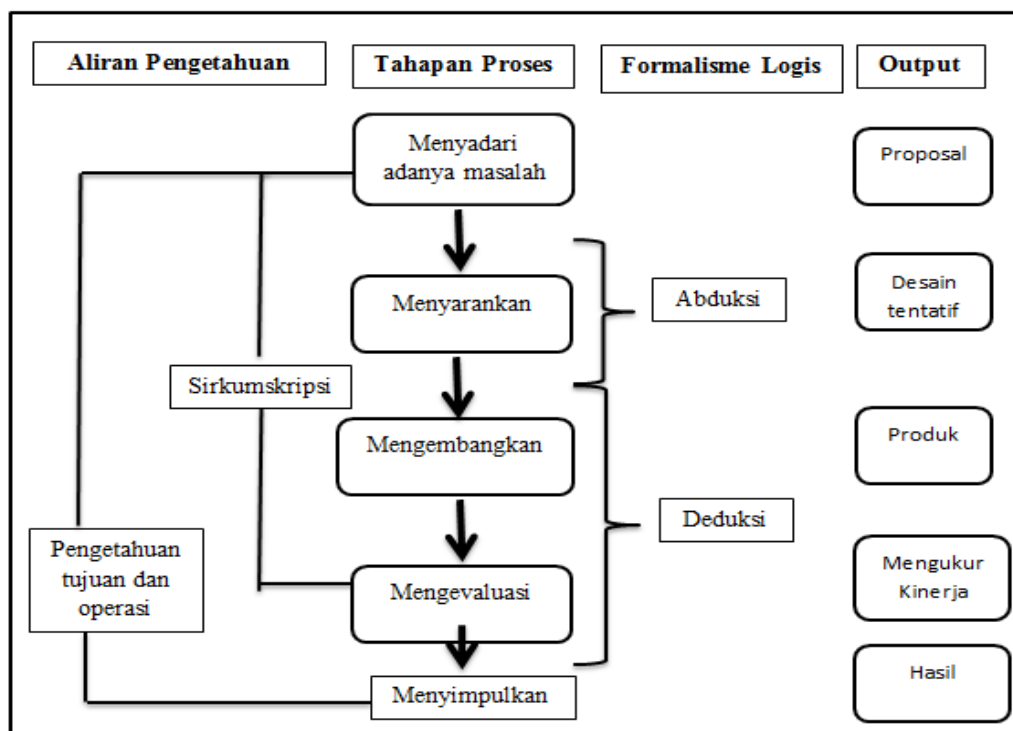 Aliran Pengetahuan
Tahapan Proses
Formalisme Logis
Output
Menyadari
adanya masalah
Proposal
Menyarankan
Abduksi
Desain
tentatif
Sirkumskripsi
Mengembangkan
Produk
Deduksi
Pengetahuan
tujuan dan
operasi
Mengevaluasi
Mengukur
Kinerja
Menyimpulkan
Hasil